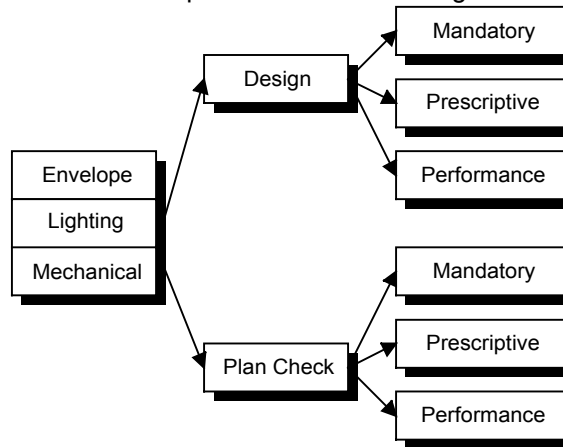 Mandatory
Design
Prescriptive
Performance
Envelope
Lighting
Mechanical
Mandatory
Prescriptive
Plan Check
Performance